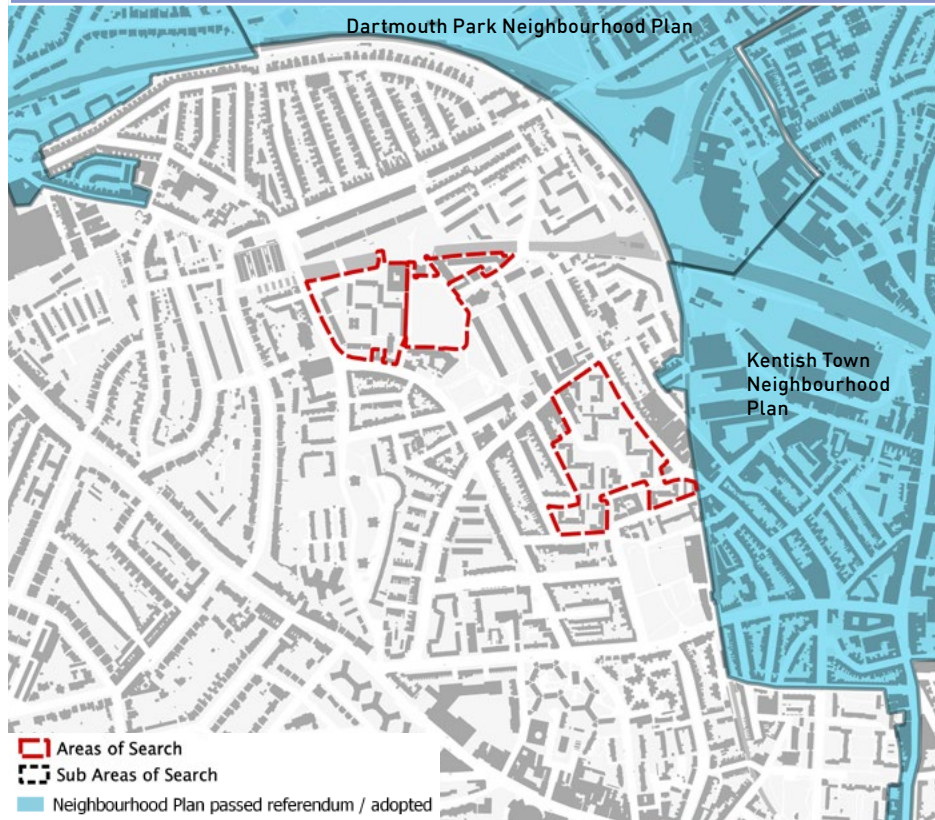 Dartmouth Park Neighbourhood Plan
Kentish Town
Neighbourhood
Plan
Areas of Search
Sub Areas of Search
Neighbourhood Plan passed referendum / adopted